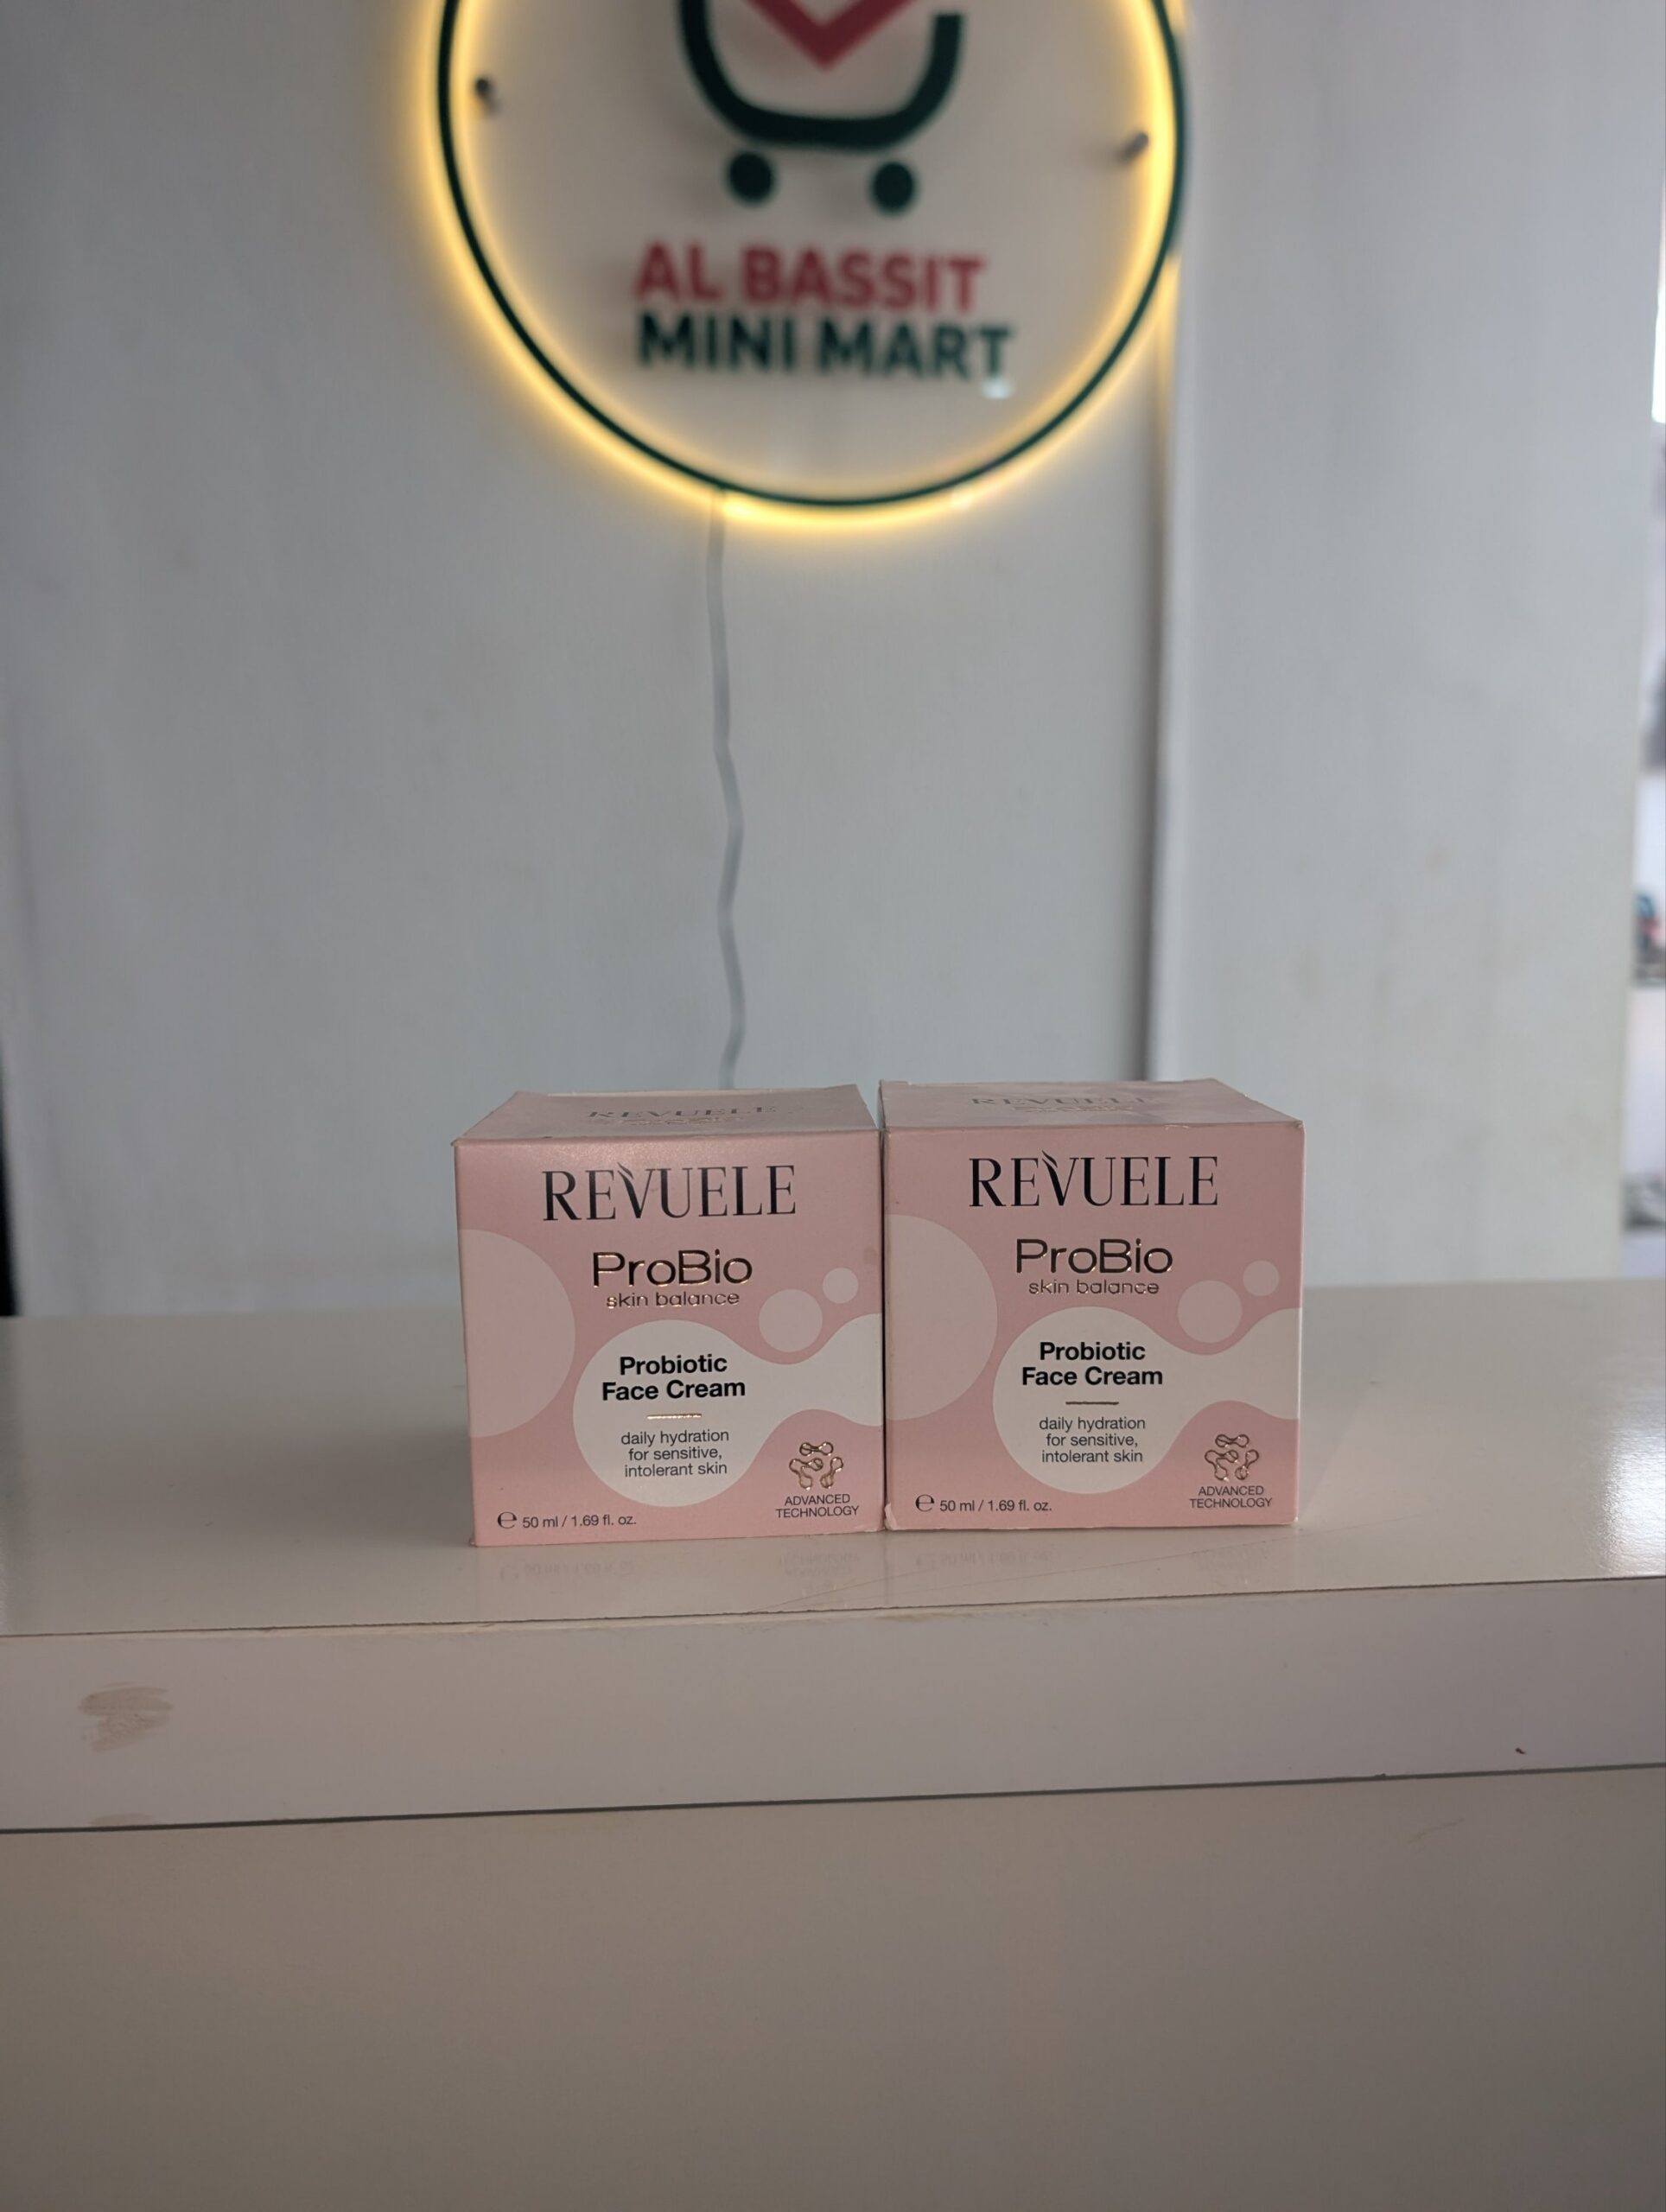 AL BASSIT
MINI MART
REVUELE
REVUELE
ProBio
skin balance
Probiotic
Face Cream
daily hydration
for sensitive,
intolerant skin
ADVANCED
TECHNOLOGY
℮ 50 ml / 1.69 fl. oz.
REVUELE
REVUELE
ProBio
skin balance
Probiotic
Face Cream
daily hydration
for sensitive,
intolerant skin
ADVANCED
TECHNOLOGY
℮ 50 ml / 1.69 fl. oz.